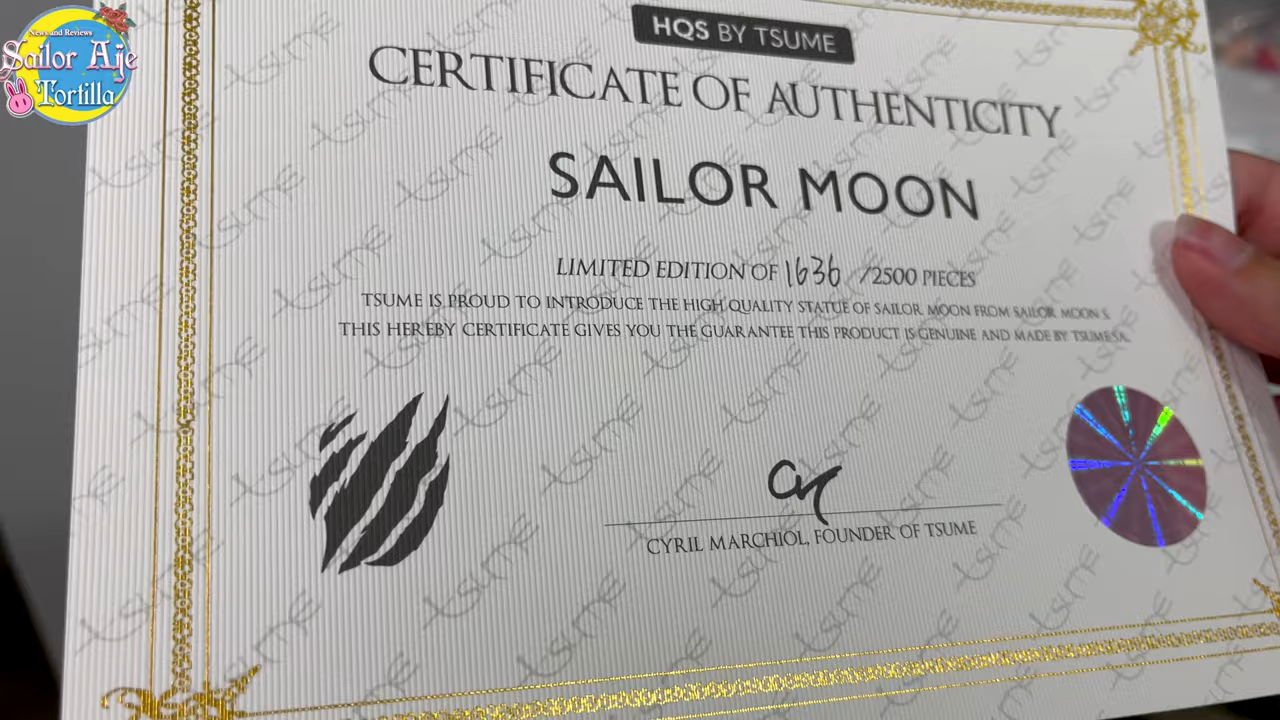 News and Reviews
Sailor Aje
Tortilla
HQS BY TSUME
CERTIFICATE OF AUTHENTICITY
SAILOR MOON
LIMITED EDITION OF 1636 /2500 PIECES
TSUME IS PROUD TO INTRODUCE THE HIGH QUALITY STATUE OF SAILOR MOON FROM SAILOR MOON S.
THIS HEREBY CERTIFICATE GIVES YOU THE GUARANTEE THIS PRODUCT IS GENUINE AND MADE BY TSUME SA.
CYRIL MARCHIOL, FOUNDER OF TSUME